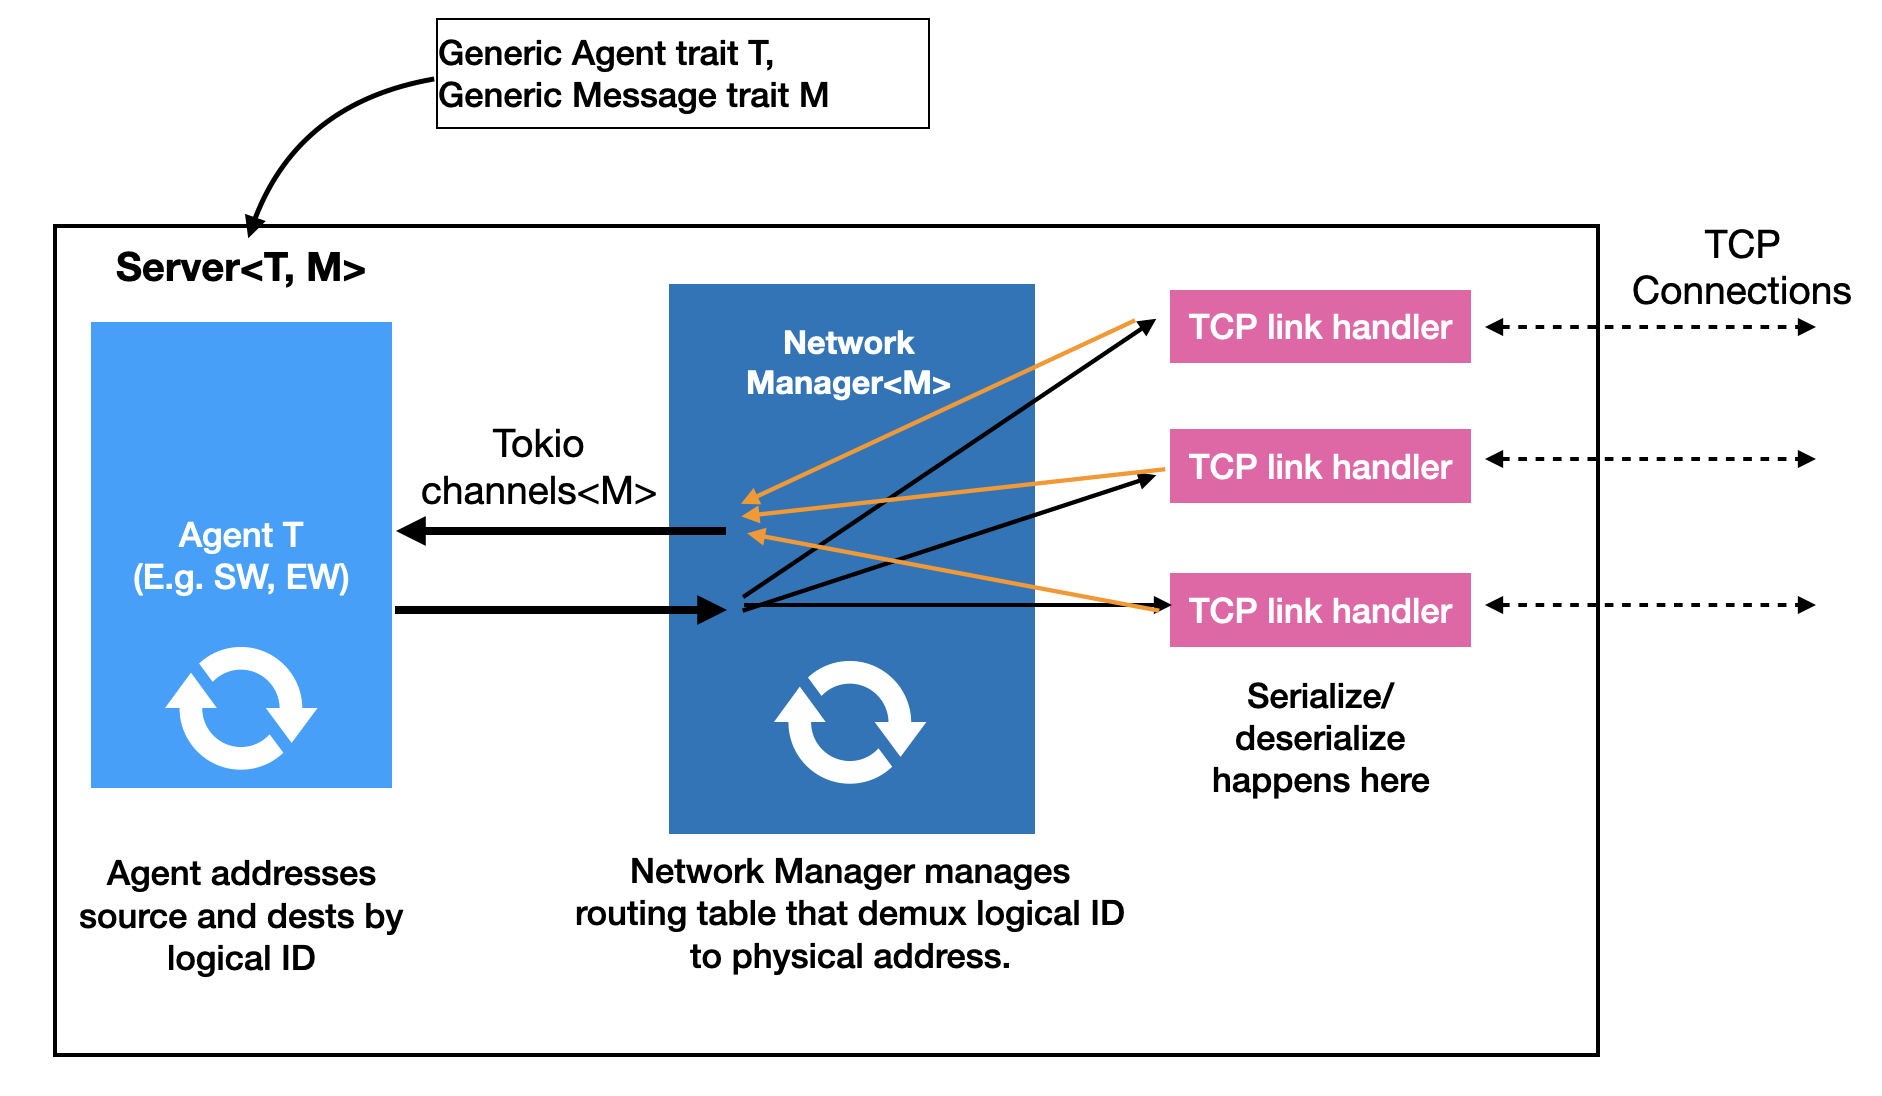 Generic Agent trait T,
Generic Message trait M
Server<T, M>
Agent T
(E.g. SW, EW)
Agent addresses
source and dests by
logical ID
Tokio
channels<M>
Network
Manager<M>
Network Manager manages
routing table that demux logical ID
to physical address.
TCP link handler
TCP link handler
TCP link handler
Serialize/
deserialize
happens here
TCP
Connections